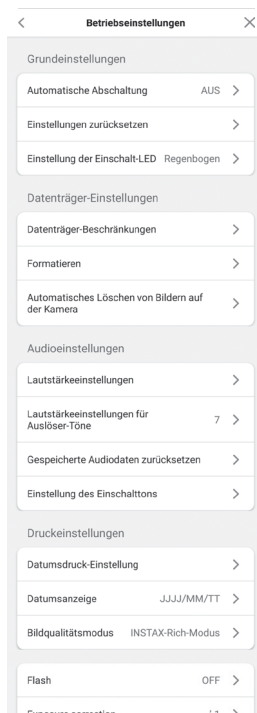 Betriebseinstellungen
Grundeinstellungen
Automatische Abschaltung AUS
Einstellungen zurücksetzen
Einstellung der Einschalt-LED Regenbogen
Datenträger-Einstellungen
Datenträger-Beschränkungen
Formatieren
Automatisches Löschen von Bildern auf
der Kamera
Audioeinstellungen
Lautstärkeeinstellungen
Lautstärkeeinstellungen für
Auslöser-Töne 7
Gespeicherte Audiodaten zurücksetzen
Einstellung des Einschalttons
Druckeinstellungen
Datumsdruck-Einstellung
Datumsanzeige JJJJ/MM/TT
Bildqualitätsmodus INSTAX-Rich-Modus
Flash OFF